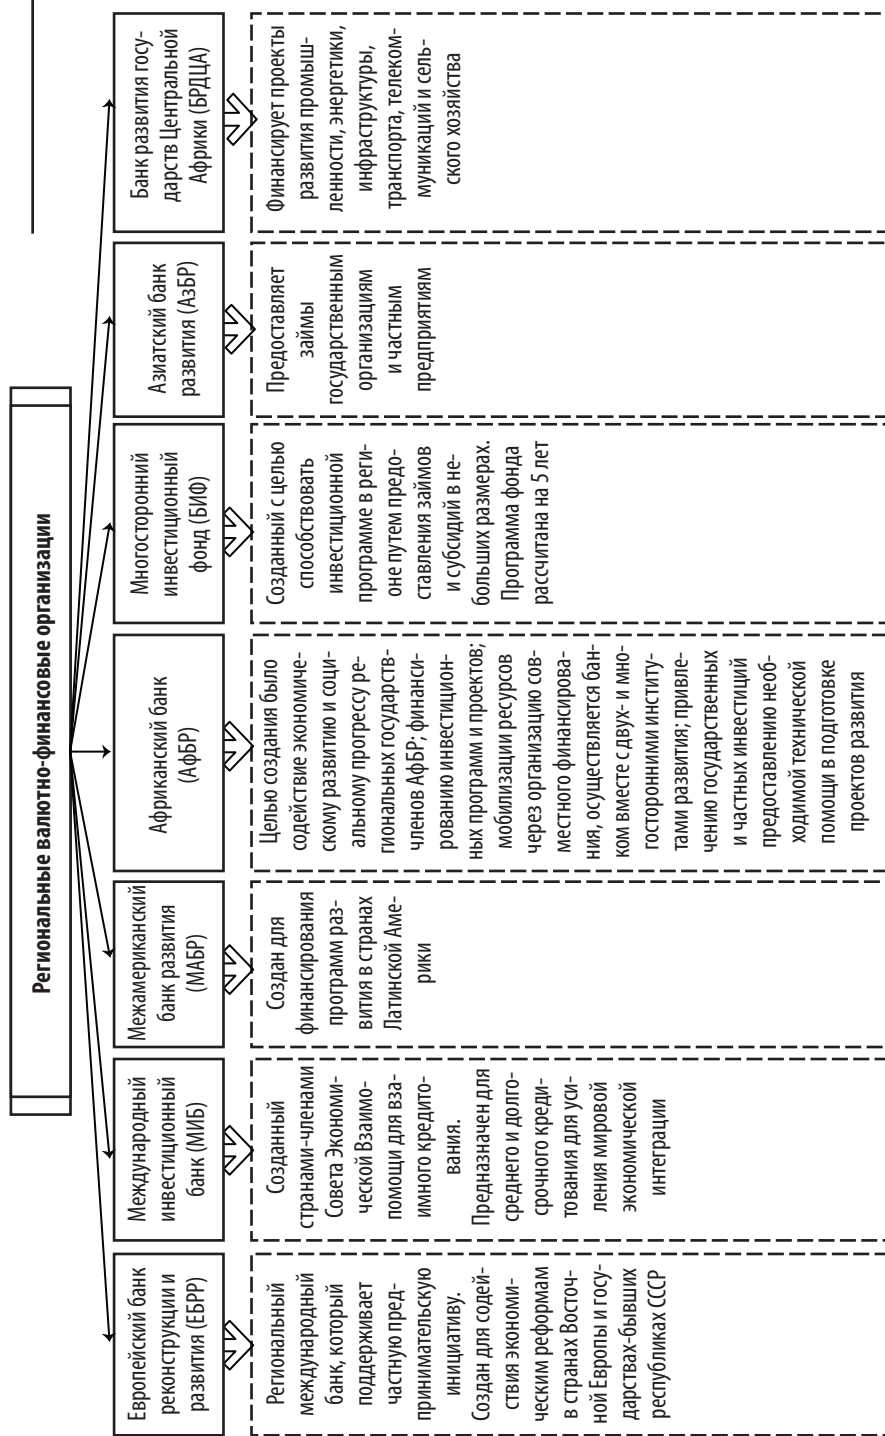 Региональные валютно-финансовые организации
Европейский банк
реконструкции и
развития (ЕБРР)
Региональный
международный
банк, который
поддерживает
частную пред-
принимательскую
инициативу.
Создан для содей-
ствия экономи-
ческим реформам
в странах Восточ-
ной Европы и госу-
дарствах-бывших
республиках СССР
Международный
инвестиционный
банк (МИБ)
Созданный
странами-членами
Совета Экономи-
ческой Взаимо-
помощи для вза-
имного кредито-
вания.
Предназначен для
среднего и долго-
срочного креди-
тования для уси-
ления мировой
экономической
интеграции
Межамериканский
банк развития
(МАБР)
Создан для
финансирования
программ раз-
вития в странах
Латинской Аме-
рики
Африканский банк
(АфБР)
Целью создания было
содействие экономиче-
скому развитию и соци-
альному прогрессу ре-
гиональных государств-
членов АфБР; финанси-
рованию инвестицион-
ных программ и проектов;
мобилизации ресурсов
через организацию сов-
местного финансирова-
ния, осуществляется бан-
ком вместе с двух- и мно-
госторонними институ-
тами развития; привле-
чению государственных
и частных инвестиций
предоставлению необ-
ходимой технической
помощи в подготовке
проектов развития
Многосторонний
инвестиционный
фонд (БИФ)
Созданный с целью
способствовать
инвестиционной
программе в реги-
оне путем предо-
ставления займов
и субсидий в не-
больших размерах.
Программа фонда
рассчитана на 5 лет
Азиатский банк
развития (АзБР)
Предоставляет
займы
государственным
организациям
и частным
предприятиям
Банк развития госу-
дарств Центральной
Африки (БРДЦА)
Финансирует проекты
развития промыш-
ленности, энергетики,
инфраструктуры,
транспорта, телеком-
муникаций и сель-
ского хозяйства